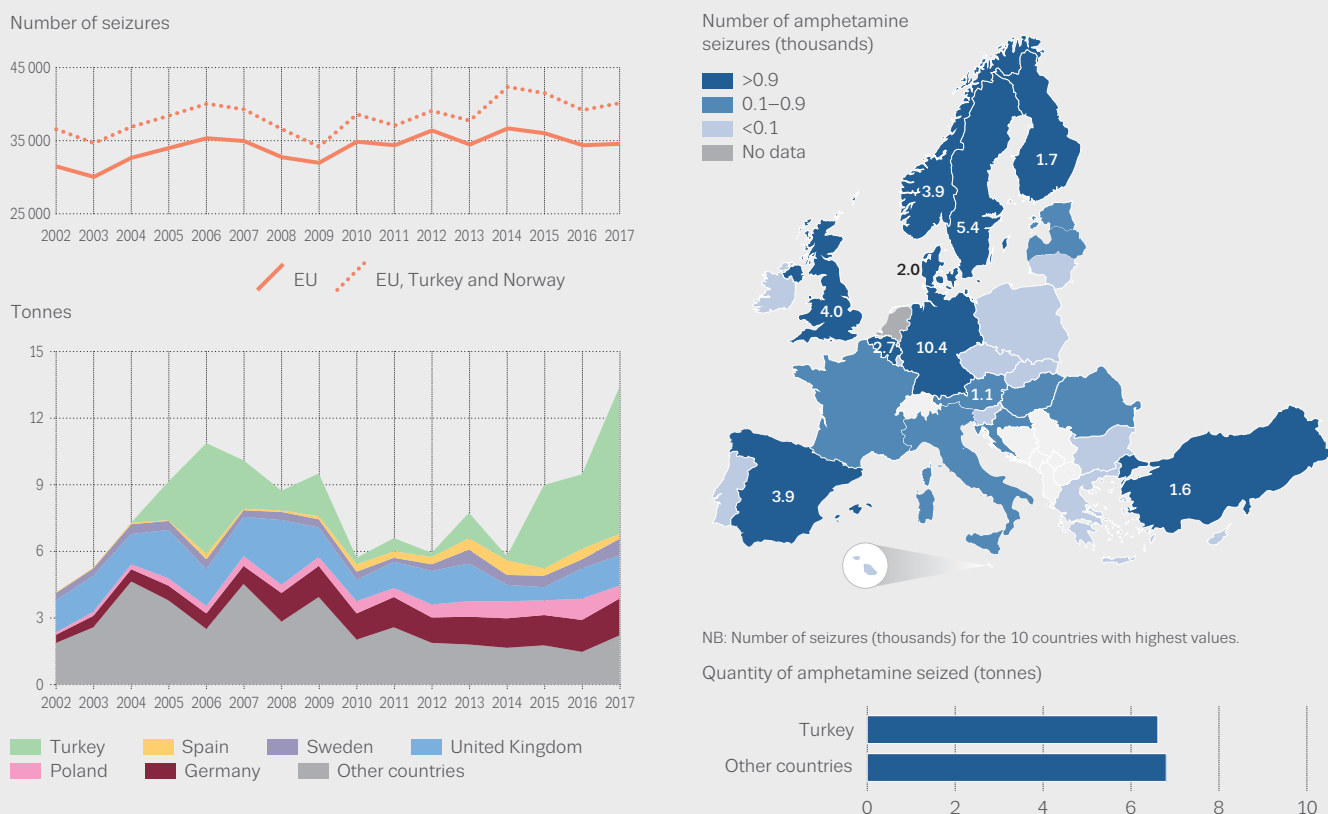 Number of seizures
45 000
35 000
25 000
2002 2003 2004 2005 2006 2007 2008 2009 2010 2011 2012 2013 2014 2015 2016 2017
EU
EU, Turkey and Norway
Tonnes
15
12
9
6
3
0
2002 2003 2004 2005 2006 2007 2008 2009 2010 2011 2012 2013 2014 2015 2016 2017
Turkey Spain Sweden United Kingdom
Poland Germany Other countries
Number of amphetamine
seizures (thousands)
>0.9
0.1–0.9
<0.1
No data
1.7
3.9
5.4
2.0
4.0
2.7
10.4
1.1
3.9
1.6
NB: Number of seizures (thousands) for the 10 countries with highest values.
Quantity of amphetamine seized (tonnes)
Turkey
Other countries
0 2 4 6 8 10